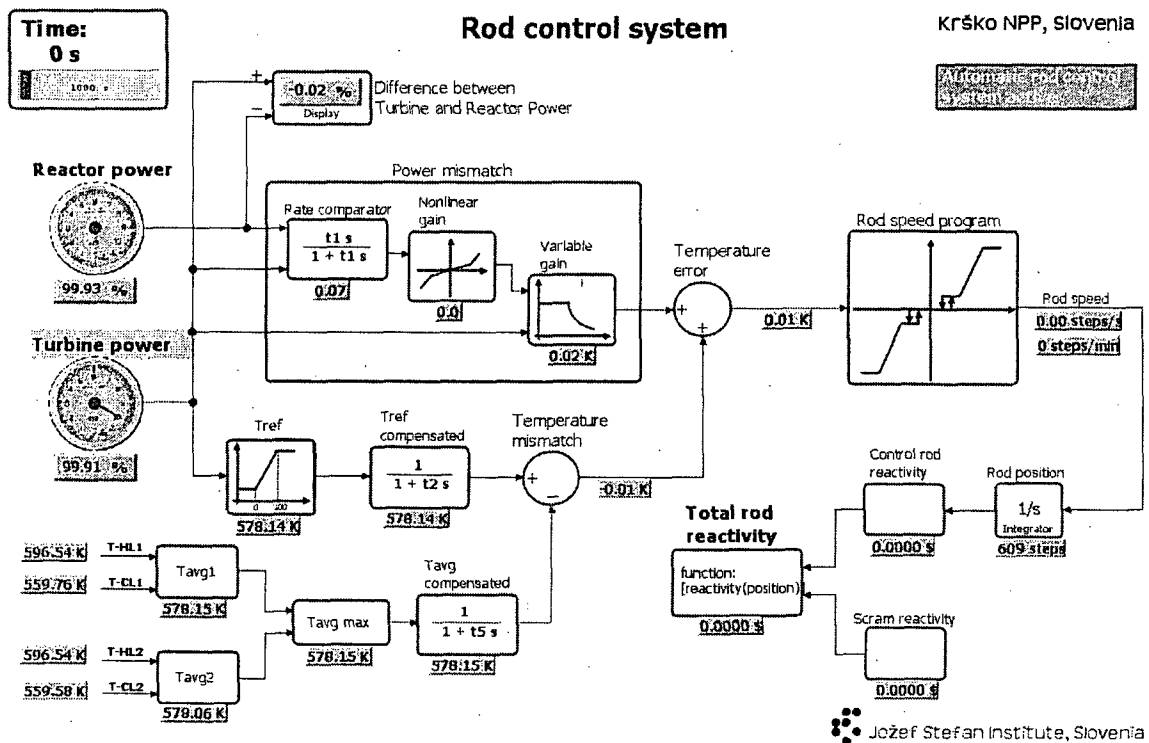 Time:
0 s
1000 s
Rod control system
Krško NPP, Slovenia
Automatic rod control
+
-0.02 %
Display
−
Difference between
Turbine and Reactor Power
Reactor power
99.93 %
Turbine power
99.91 %
Power mismatch
Rate comparator
t1 s
1 + t1 s
0.07
Nonlinear
gain
0.0
Variable
gain
0.02 K
Temperature
error
+
+
0.01 K
Rod speed program
Rod speed
0.00 steps/s
0 steps/min
Tref
0
100
578.14 K
Tref
compensated
1
1 + t2 s
578.14 K
Temperature
mismatch
+
−
-0.01 K
Control rod
reactivity
0.0000 $
Rod position
1/s
Integrator
609 steps
Total rod
reactivity
function:
[reactivity(position)
0.0000 $
Scram reactivity
0.0000 $
596.54 K
T-HL1
559.76 K
T-CL1
Tavg1
578.15 K
596.54 K
T-HL2
559.58 K
T-CL2
Tavg2
578.06 K
Tavg max
578.15 K
Tavg
compensated
1
1 + t5 s
578.15 K
Jožef Stefan Institute, Slovenia